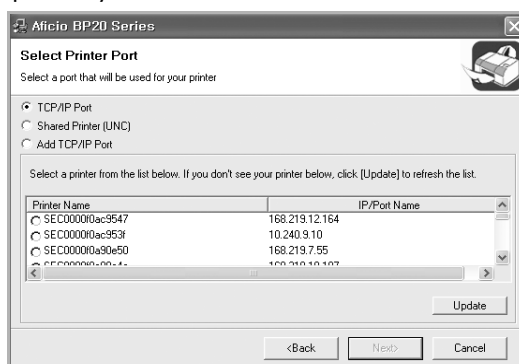 Aficio BP20 Series
Select Printer Port
Select a port that will be used for your printer
TCP/IP Port
Shared Printer (UNC)
Add TCP/IP Port
Select a printer from the list below. If you don't see your printer below, click [Update] to refresh the list.
Printer Name IP/Port Name
SEC0000f0ac9547 168.219.12.164
SEC0000f0ac953f 10.240.9.10
SEC0000f0a90e50 168.219.7.55
Update
<Back Next> Cancel